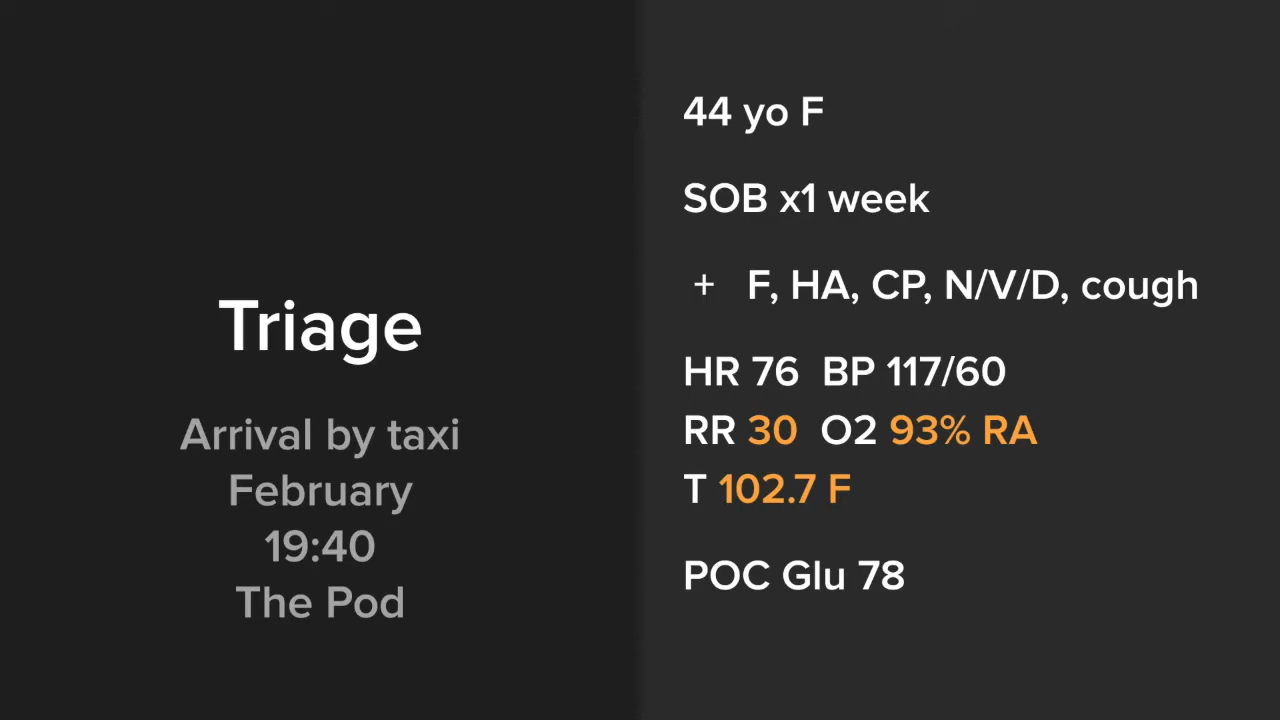 Triage
Arrival by taxi
February
19:40
The Pod
44 yo F
SOB x1 week
+ F, HA, CP, N/V/D, cough
HR 76 BP 117/60
RR 30 O2 93% RA
T 102.7 F
POC Glu 78